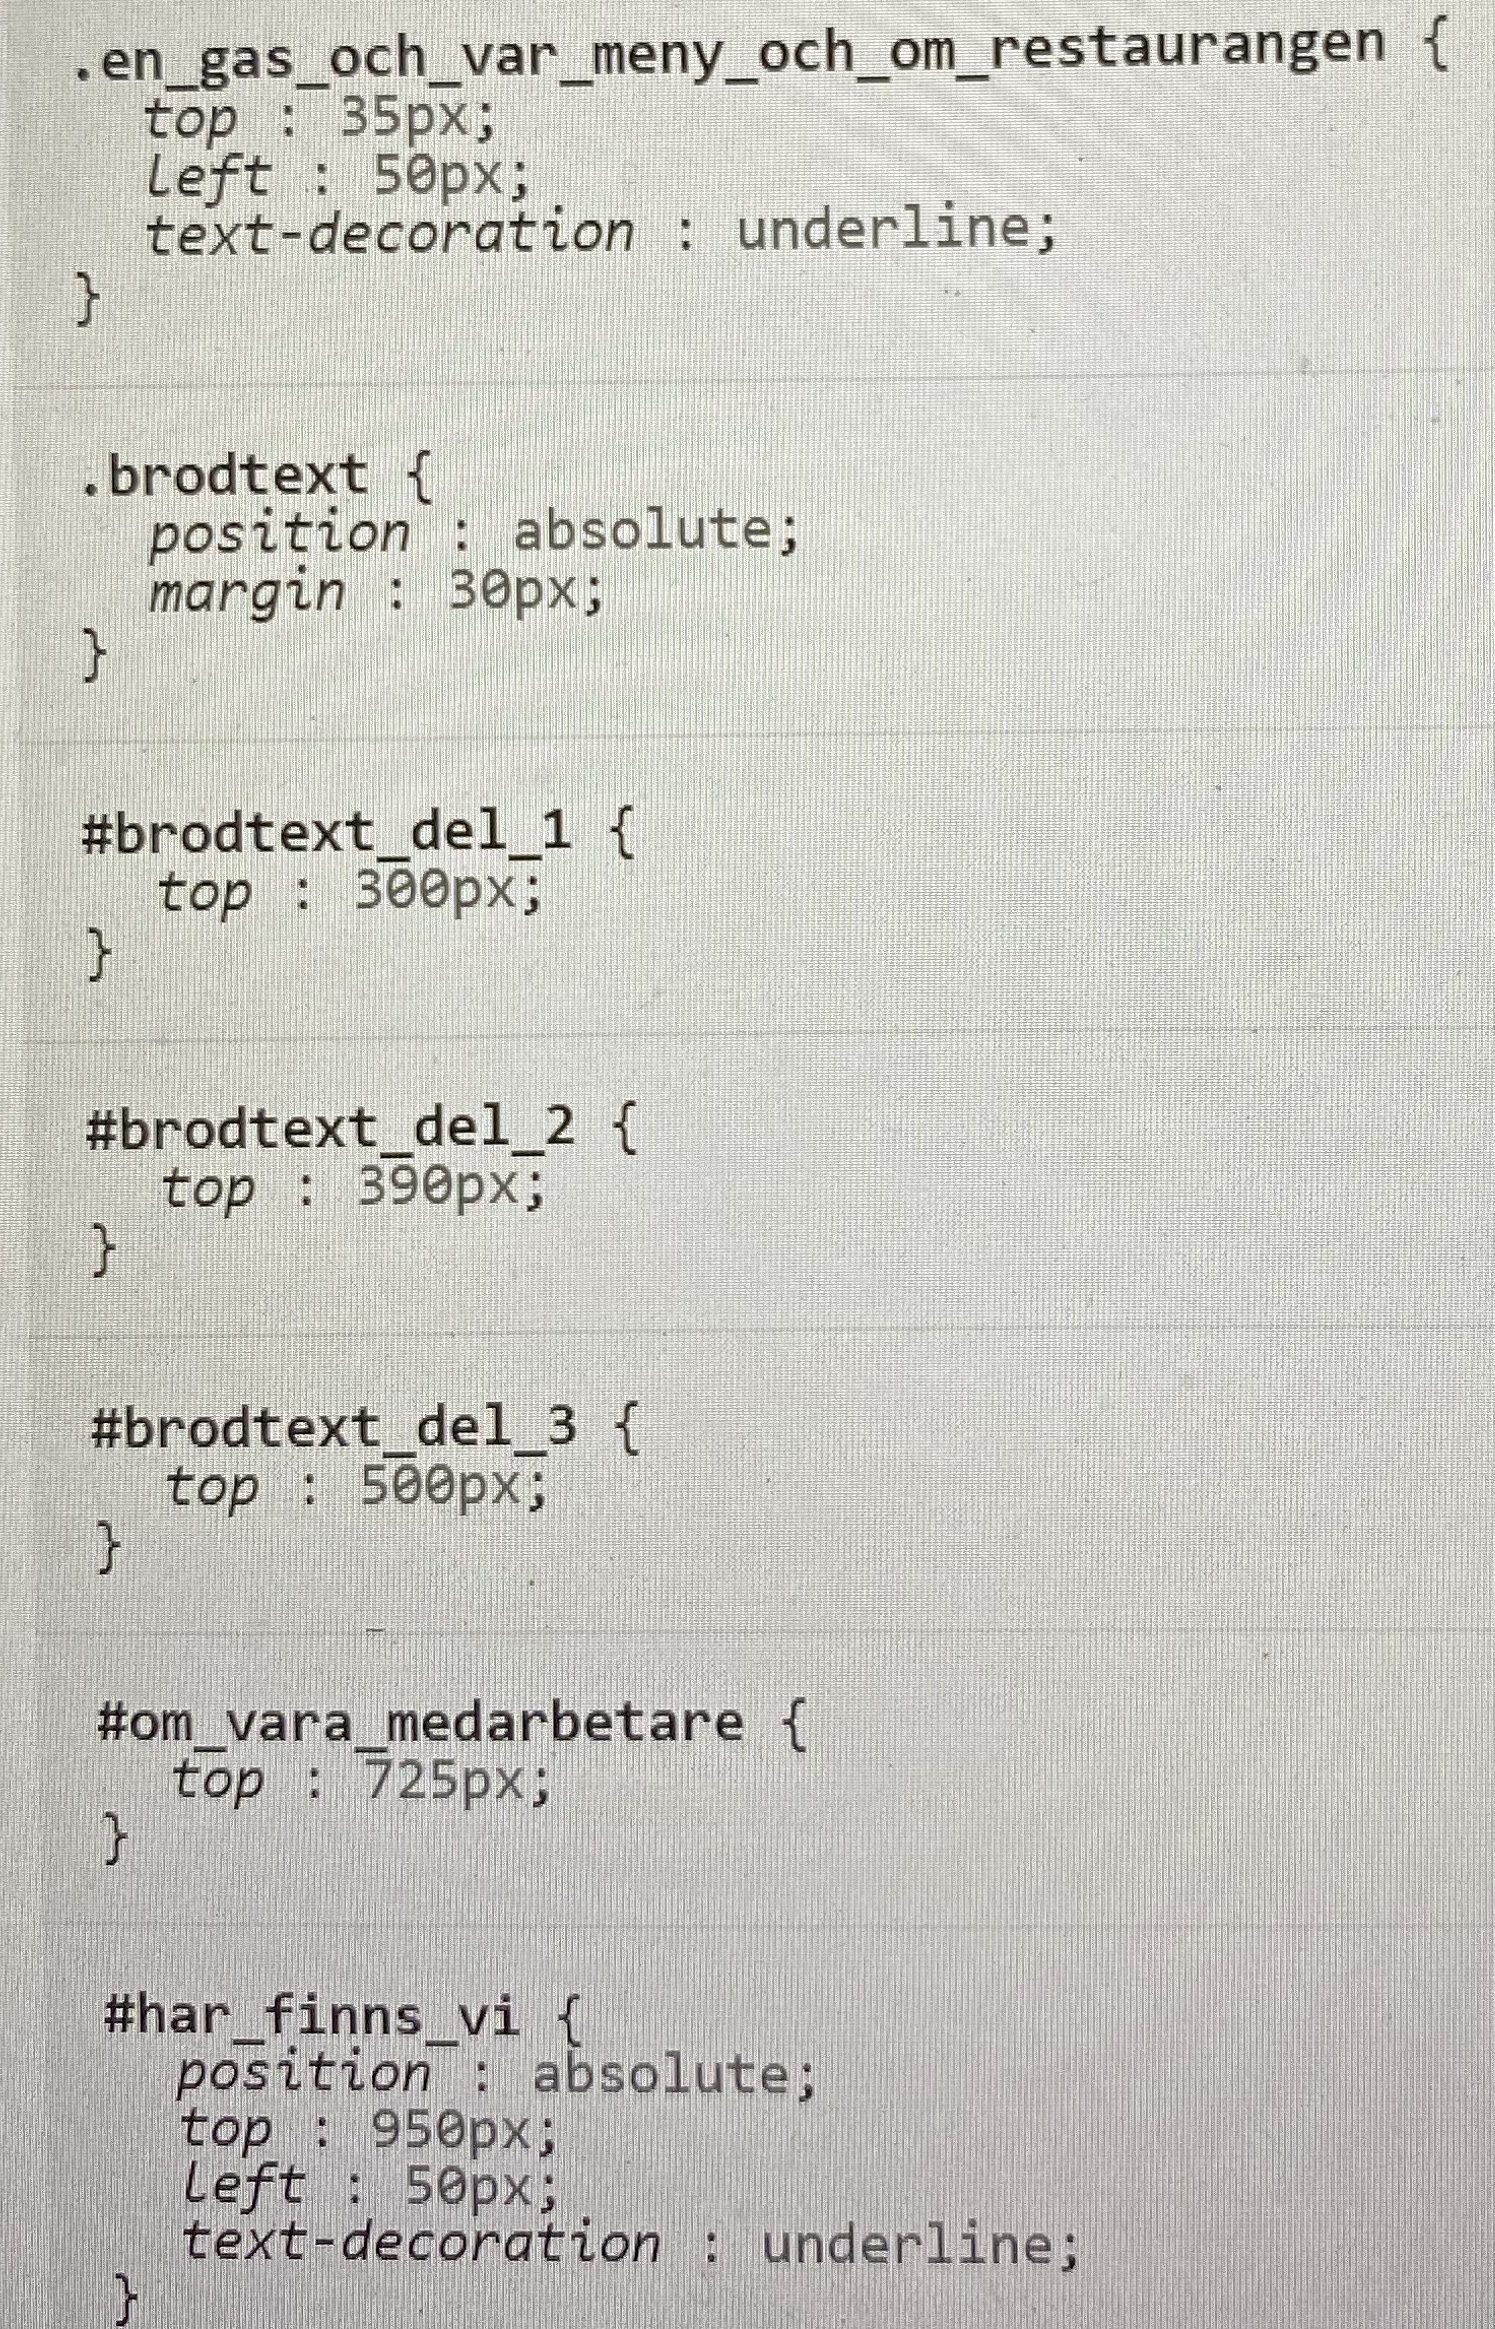 .en_gas_och_var_meny_och_om_restaurangen {
top : 35px;
left : 50px;
text-decoration : underline;
}
.brodtext {
position : absolute;
margin : 30px;
}
#brodtext_del_1 {
top : 300px;
}
#brodtext_del_2 {
top : 390px;
}
#brodtext_del_3 {
top : 500px;
}
#om_vara_medarbetare {
top : 725px;
}
#har_finns_vi {
position : absolute;
top : 950px;
left : 50px;
text-decoration : underline;
}